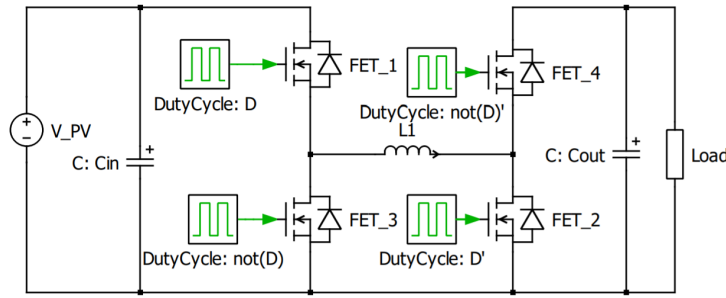 DutyCycle: D
FET_1
DutyCycle: not(D)'
FET_4
V_PV
C: Cin
+
L1
C: Cout
+
Load
DutyCycle: not(D)
FET_3
DutyCycle: D'
FET_2